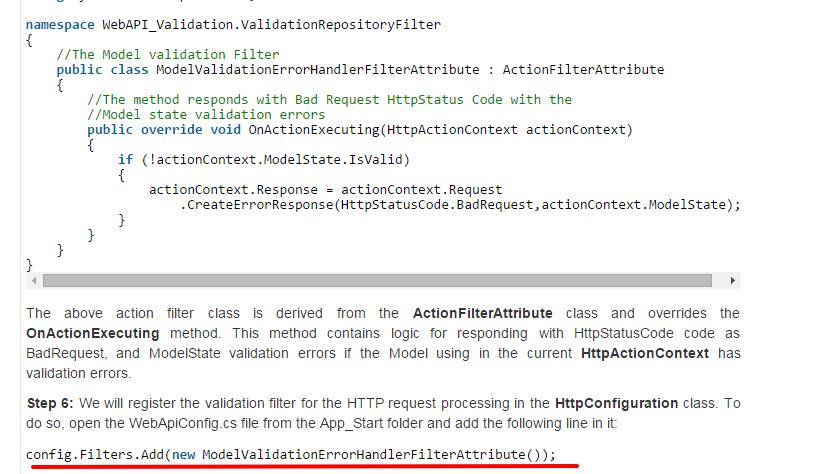 namespace WebAPI_Validation.ValidationRepositoryFilter
{
//The Model validation Filter
public class ModelValidationErrorHandlerFilterAttribute : ActionFilterAttribute
{
//The method responds with Bad Request HttpStatus Code with the
//Model state validation errors
public override void OnActionExecuting(HttpActionContext actionContext)
{
if (!actionContext.ModelState.IsValid)
{
actionContext.Response = actionContext.Request
.CreateErrorResponse(HttpStatusCode.BadRequest,actionContext.ModelState);
}
}
}
}
The above action filter class is derived from the ActionFilterAttribute class and overrides the
OnActionExecuting method. This method contains logic for responding with HttpStatusCode code as
BadRequest, and ModelState validation errors if the Model using in the current HttpActionContext has
validation errors.
Step 6: We will register the validation filter for the HTTP request processing in the HttpConfiguration class. To
do so, open the WebApiConfig.cs file from the App_Start folder and add the following line in it:
config.Filters.Add(new ModelValidationErrorHandlerFilterAttribute());